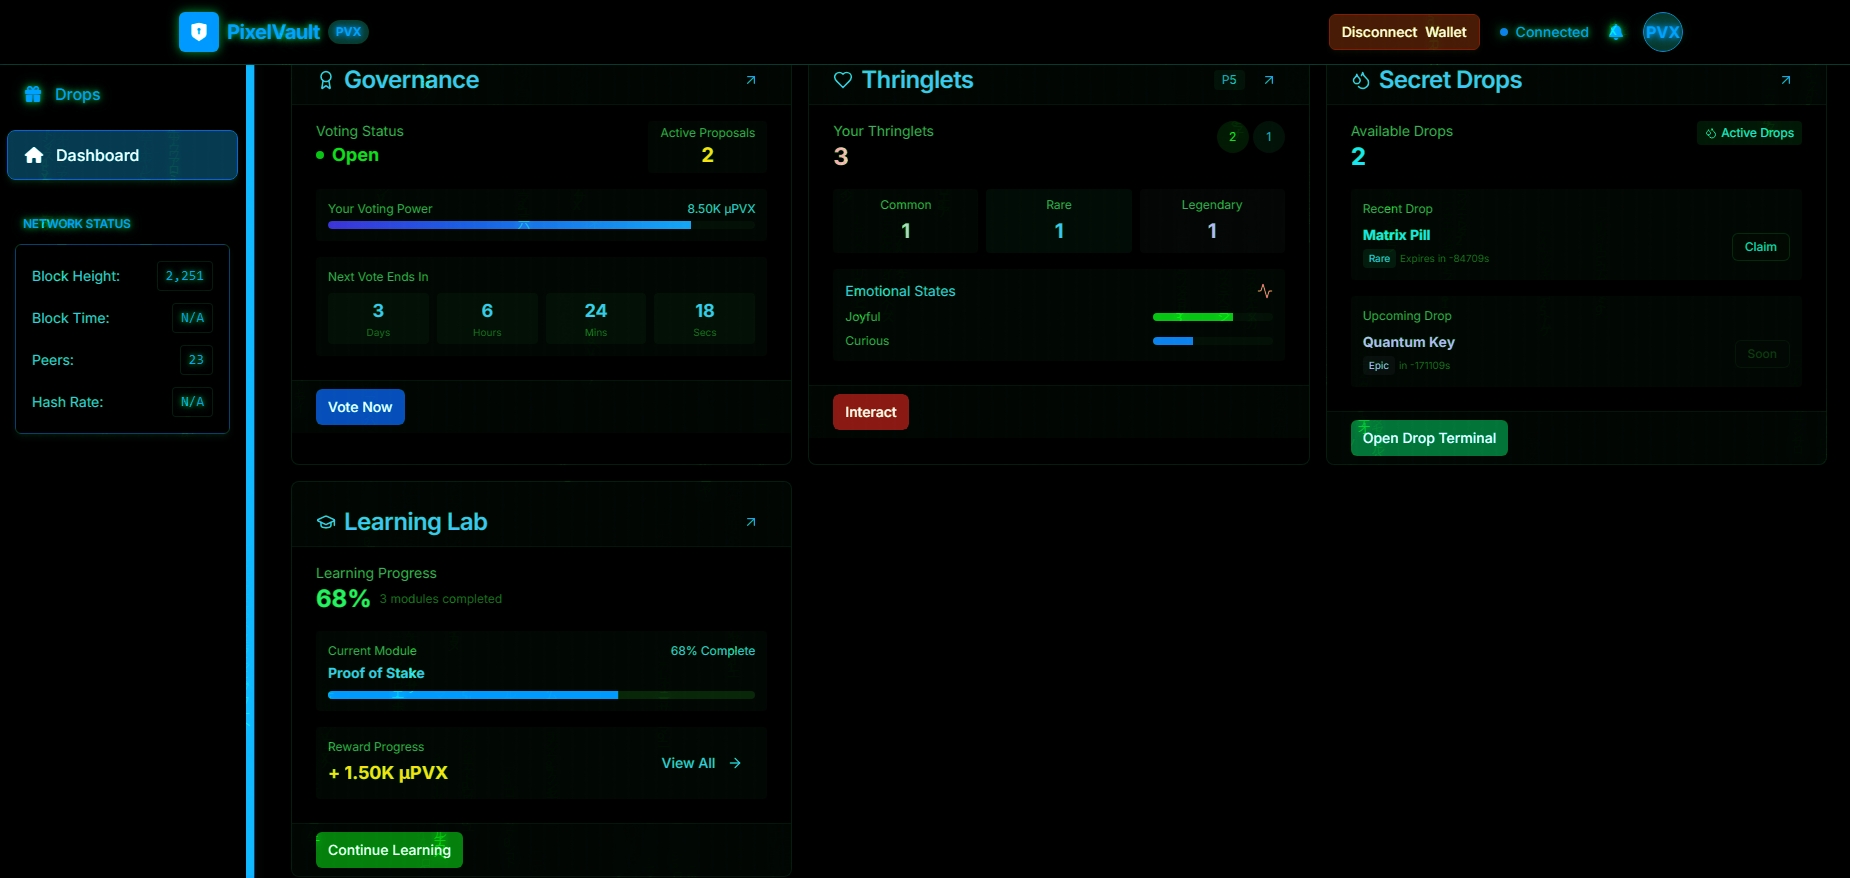 PixelVault PVX
Disconnect Wallet
Connected
PVX
Drops
Dashboard
NETWORK STATUS
Block Height: 2,251
Block Time: N/A
Peers: 23
Hash Rate: N/A
Governance
Voting Status
Open
Active Proposals
2
Your Voting Power 8.50K µPVX
Next Vote Ends In
3 6 24 18
Days Hours Mins Secs
Vote Now
Thringlets P5
Your Thringlets
3
2 1
Common Rare Legendary
1 1 1
Emotional States
Joyful
Curious
Interact
Secret Drops
Available Drops
2
Active Drops
Recent Drop
Matrix Pill
Rare Expires in -84709s
Claim
Upcoming Drop
Quantum Key
Epic in -171109s
Soon
Open Drop Terminal
Learning Lab
Learning Progress
68% 3 modules completed
Current Module 68% Complete
Proof of Stake
Reward Progress
+ 1.50K µPVX
View All
Continue Learning